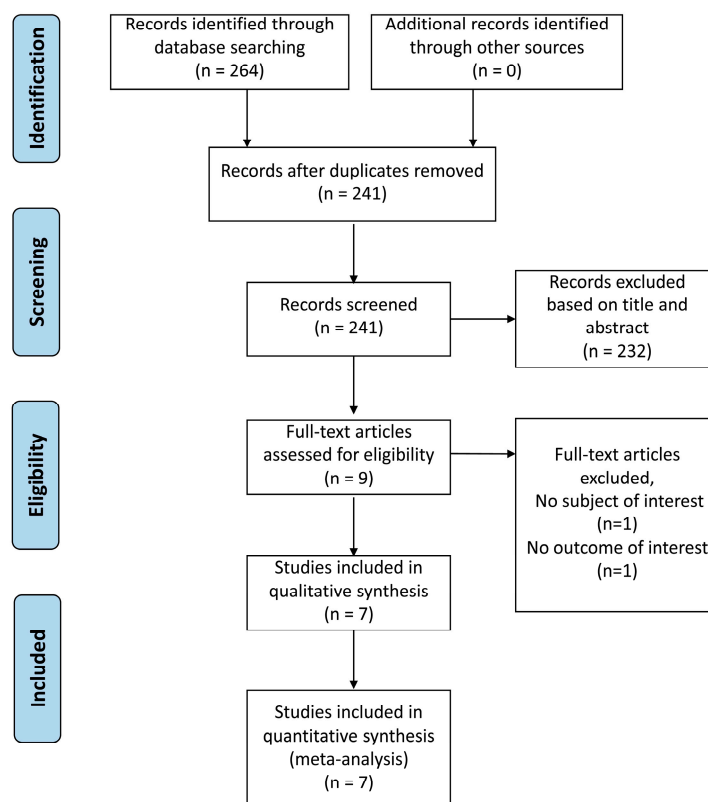 Identification
Records identified through
database searching
(n = 264)
Additional records identified
through other sources
(n = 0)
Records after duplicates removed
(n = 241)
Screening
Records screened
(n = 241)
Records excluded
based on title and
abstract
(n = 232)
Eligibility
Full-text articles
assessed for eligibility
(n = 9)
Full-text articles
excluded,
No subject of interest
(n=1)
No outcome of interest
(n=1)
Studies included in
qualitative synthesis
(n = 7)
Included
Studies included in
quantitative synthesis
(meta-analysis)
(n = 7)